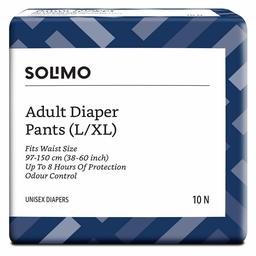 SOLIMO
Adult Diaper
Pants (L/XL)
Fits Waist Size
97-150 cm (38-60 inch)
Up To 8 Hours Of Protection
Odour Control
UNISEX DIAPERS
10 N